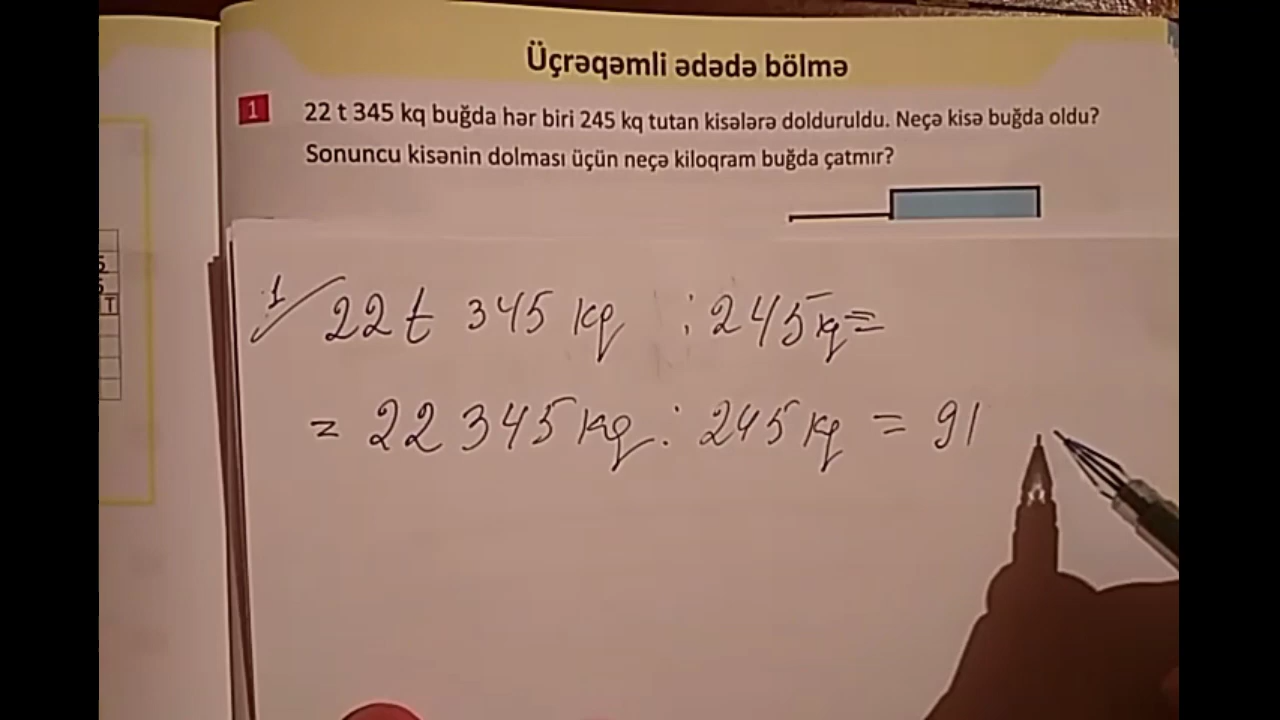 Üçrəqəmli ədədə bölmə
1 22 t 345 kq buğda hər biri 245 kq tutan kisələrə dolduruldu. Neçə kisə buğda oldu?
Sonuncu kisənin dolması üçün neçə kiloqram buğda çatmır?
5
6
T
1/ 22 t 345 kq : 245 kq =
= 22 345 kq : 245 kq = 91